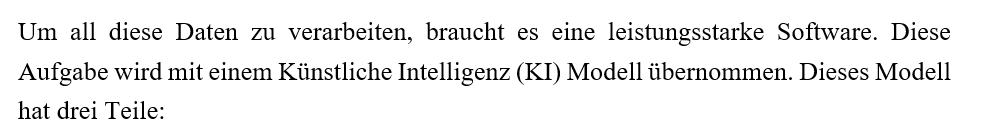 Um all diese Daten zu verarbeiten, braucht es eine leistungsstarke Software. Diese
Aufgabe wird mit einem Künstliche Intelligenz (KI) Modell übernommen. Dieses Modell
hat drei Teile: